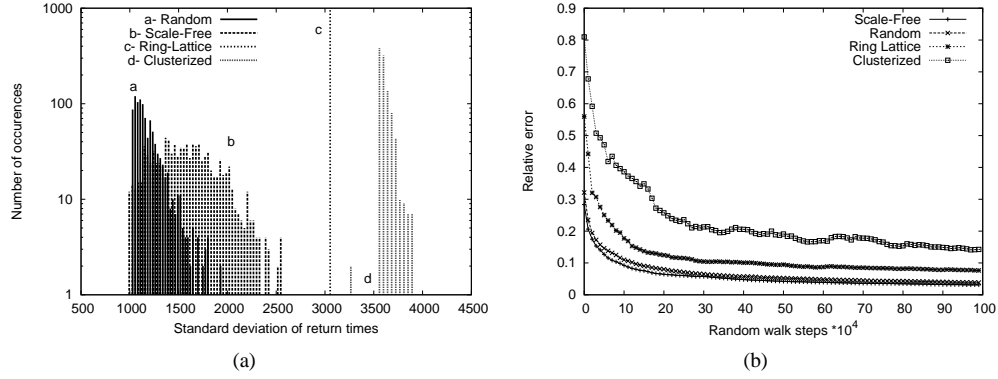 a- Random
b- Scale-Free
c- Ring-Lattice
d- Clusterized
a
b
c
d
1000
100
10
1
Number of occurences
500 1000 1500 2000 2500 3000 3500 4000 4500
Standard deviation of return times
(a)
Scale-Free
Random
Ring Lattice
Clusterized
0.9
0.8
0.7
0.6
0.5
0.4
0.3
0.2
0.1
0
Relative error
0 10 20 30 40 50 60 70 80 90 100
Random walk steps *10^4
(b)